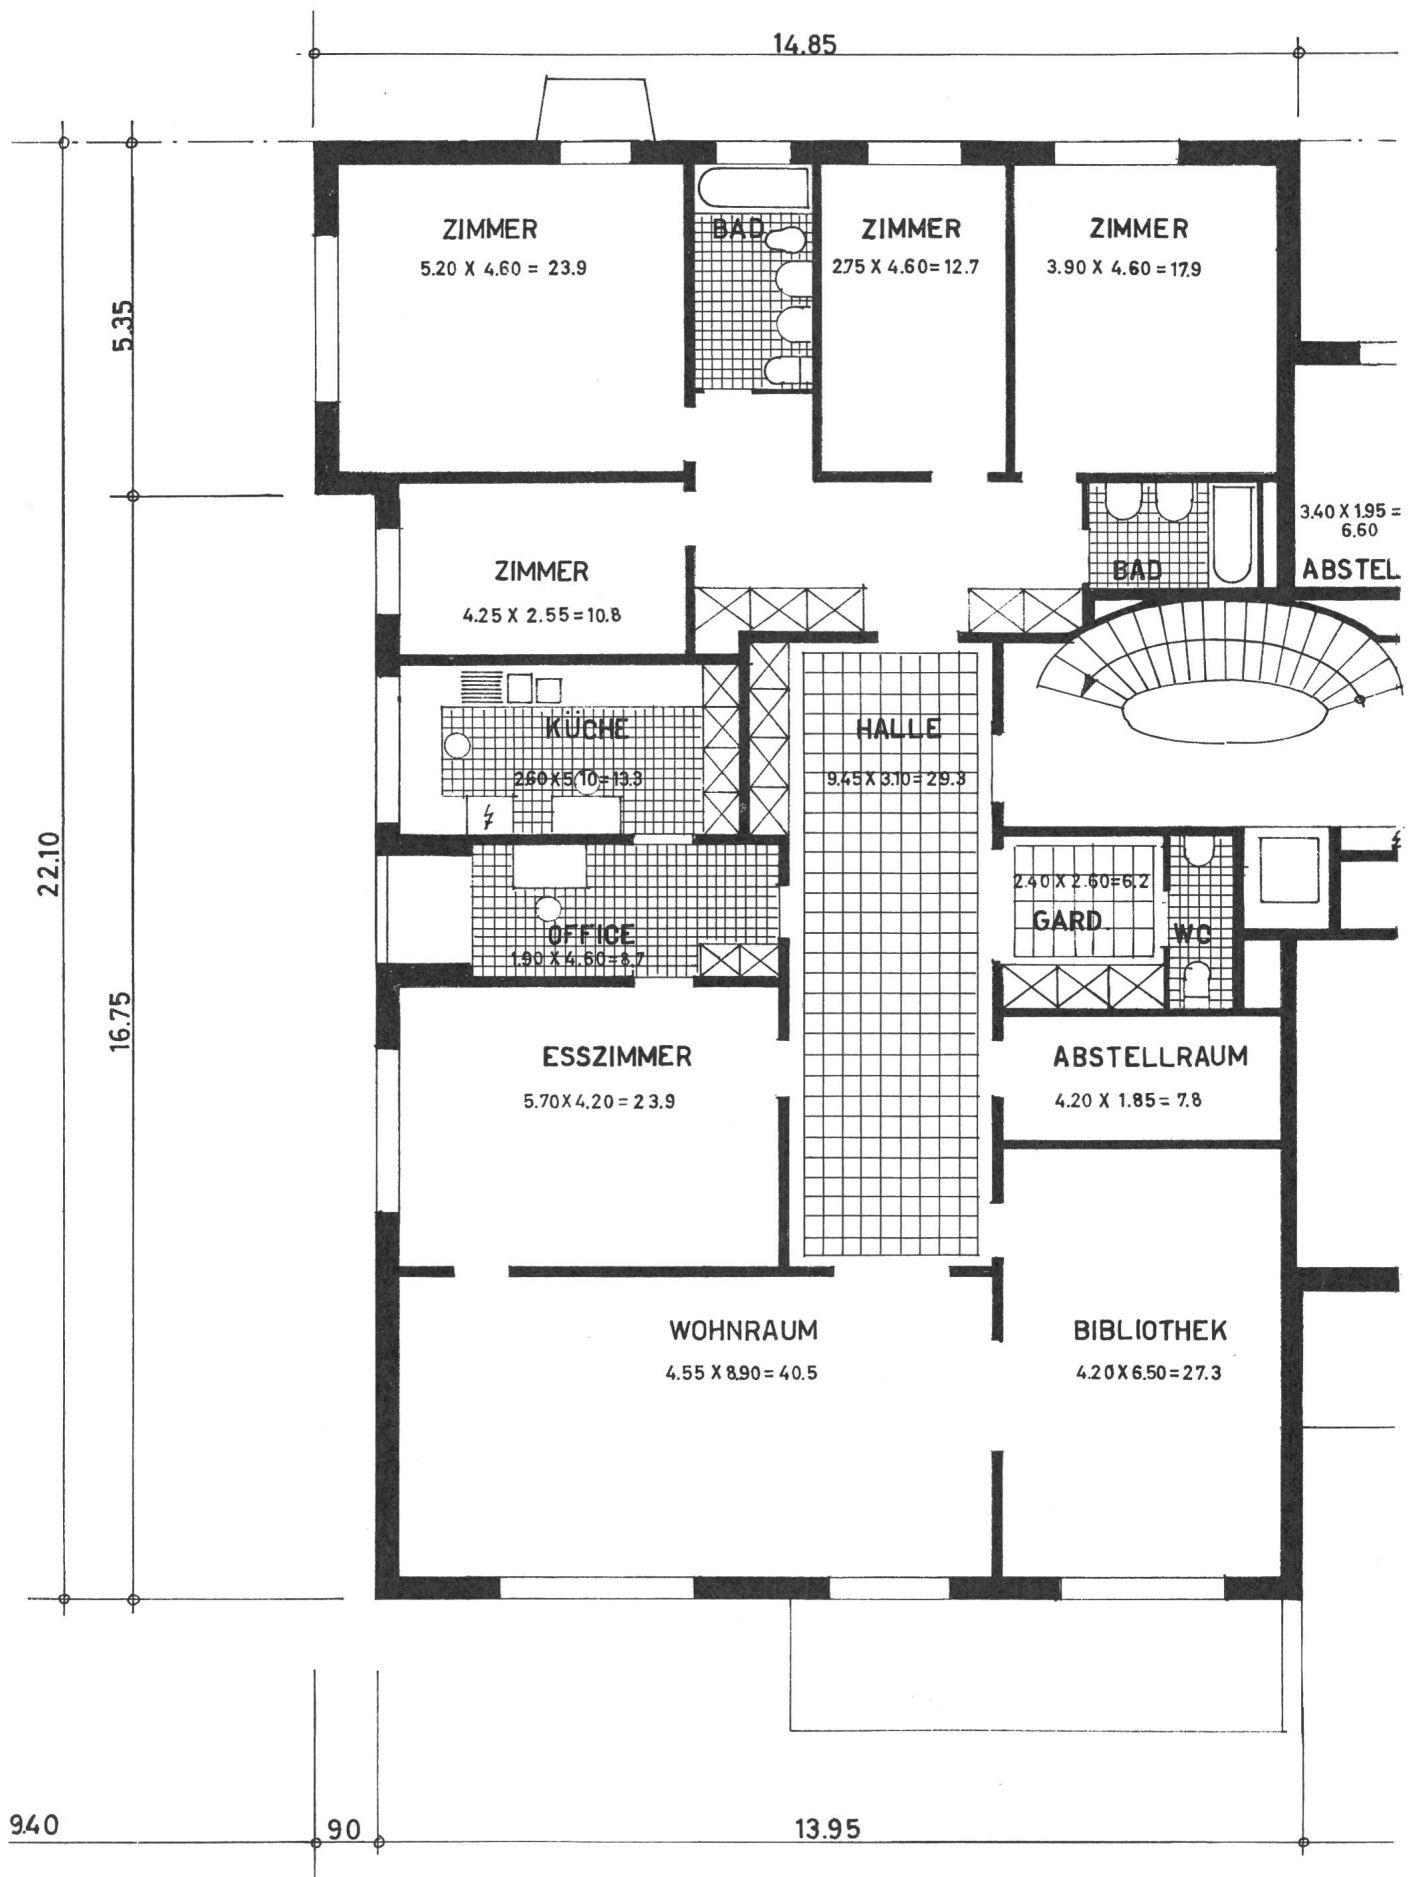 14.85
ZIMMER
5.20 X 4.60 = 23.9
BAD
ZIMMER
2.75 X 4.60 = 12.7
ZIMMER
3.90 X 4.60 = 17.9
5.35
3.40 X 1.95 =
6.60
ABSTEL
BAD
ZIMMER
4.25 X 2.55 = 10.8
KÜCHE
2.60 X 5.10 = 13.3
HALLE
9.45 X 3.10 = 29.3
22.10
2.40 X 2.60 = 6.2
GARD.
WC
OFFICE
1.90 X 4.60 = 8.7
16.75
ESSZIMMER
5.70 X 4.20 = 23.9
ABSTELLRAUM
4.20 X 1.85 = 7.8
WOHNRAUM
4.55 X 8.90 = 40.5
BIBLIOTHEK
4.20 X 6.50 = 27.3
9.40
90
13.95